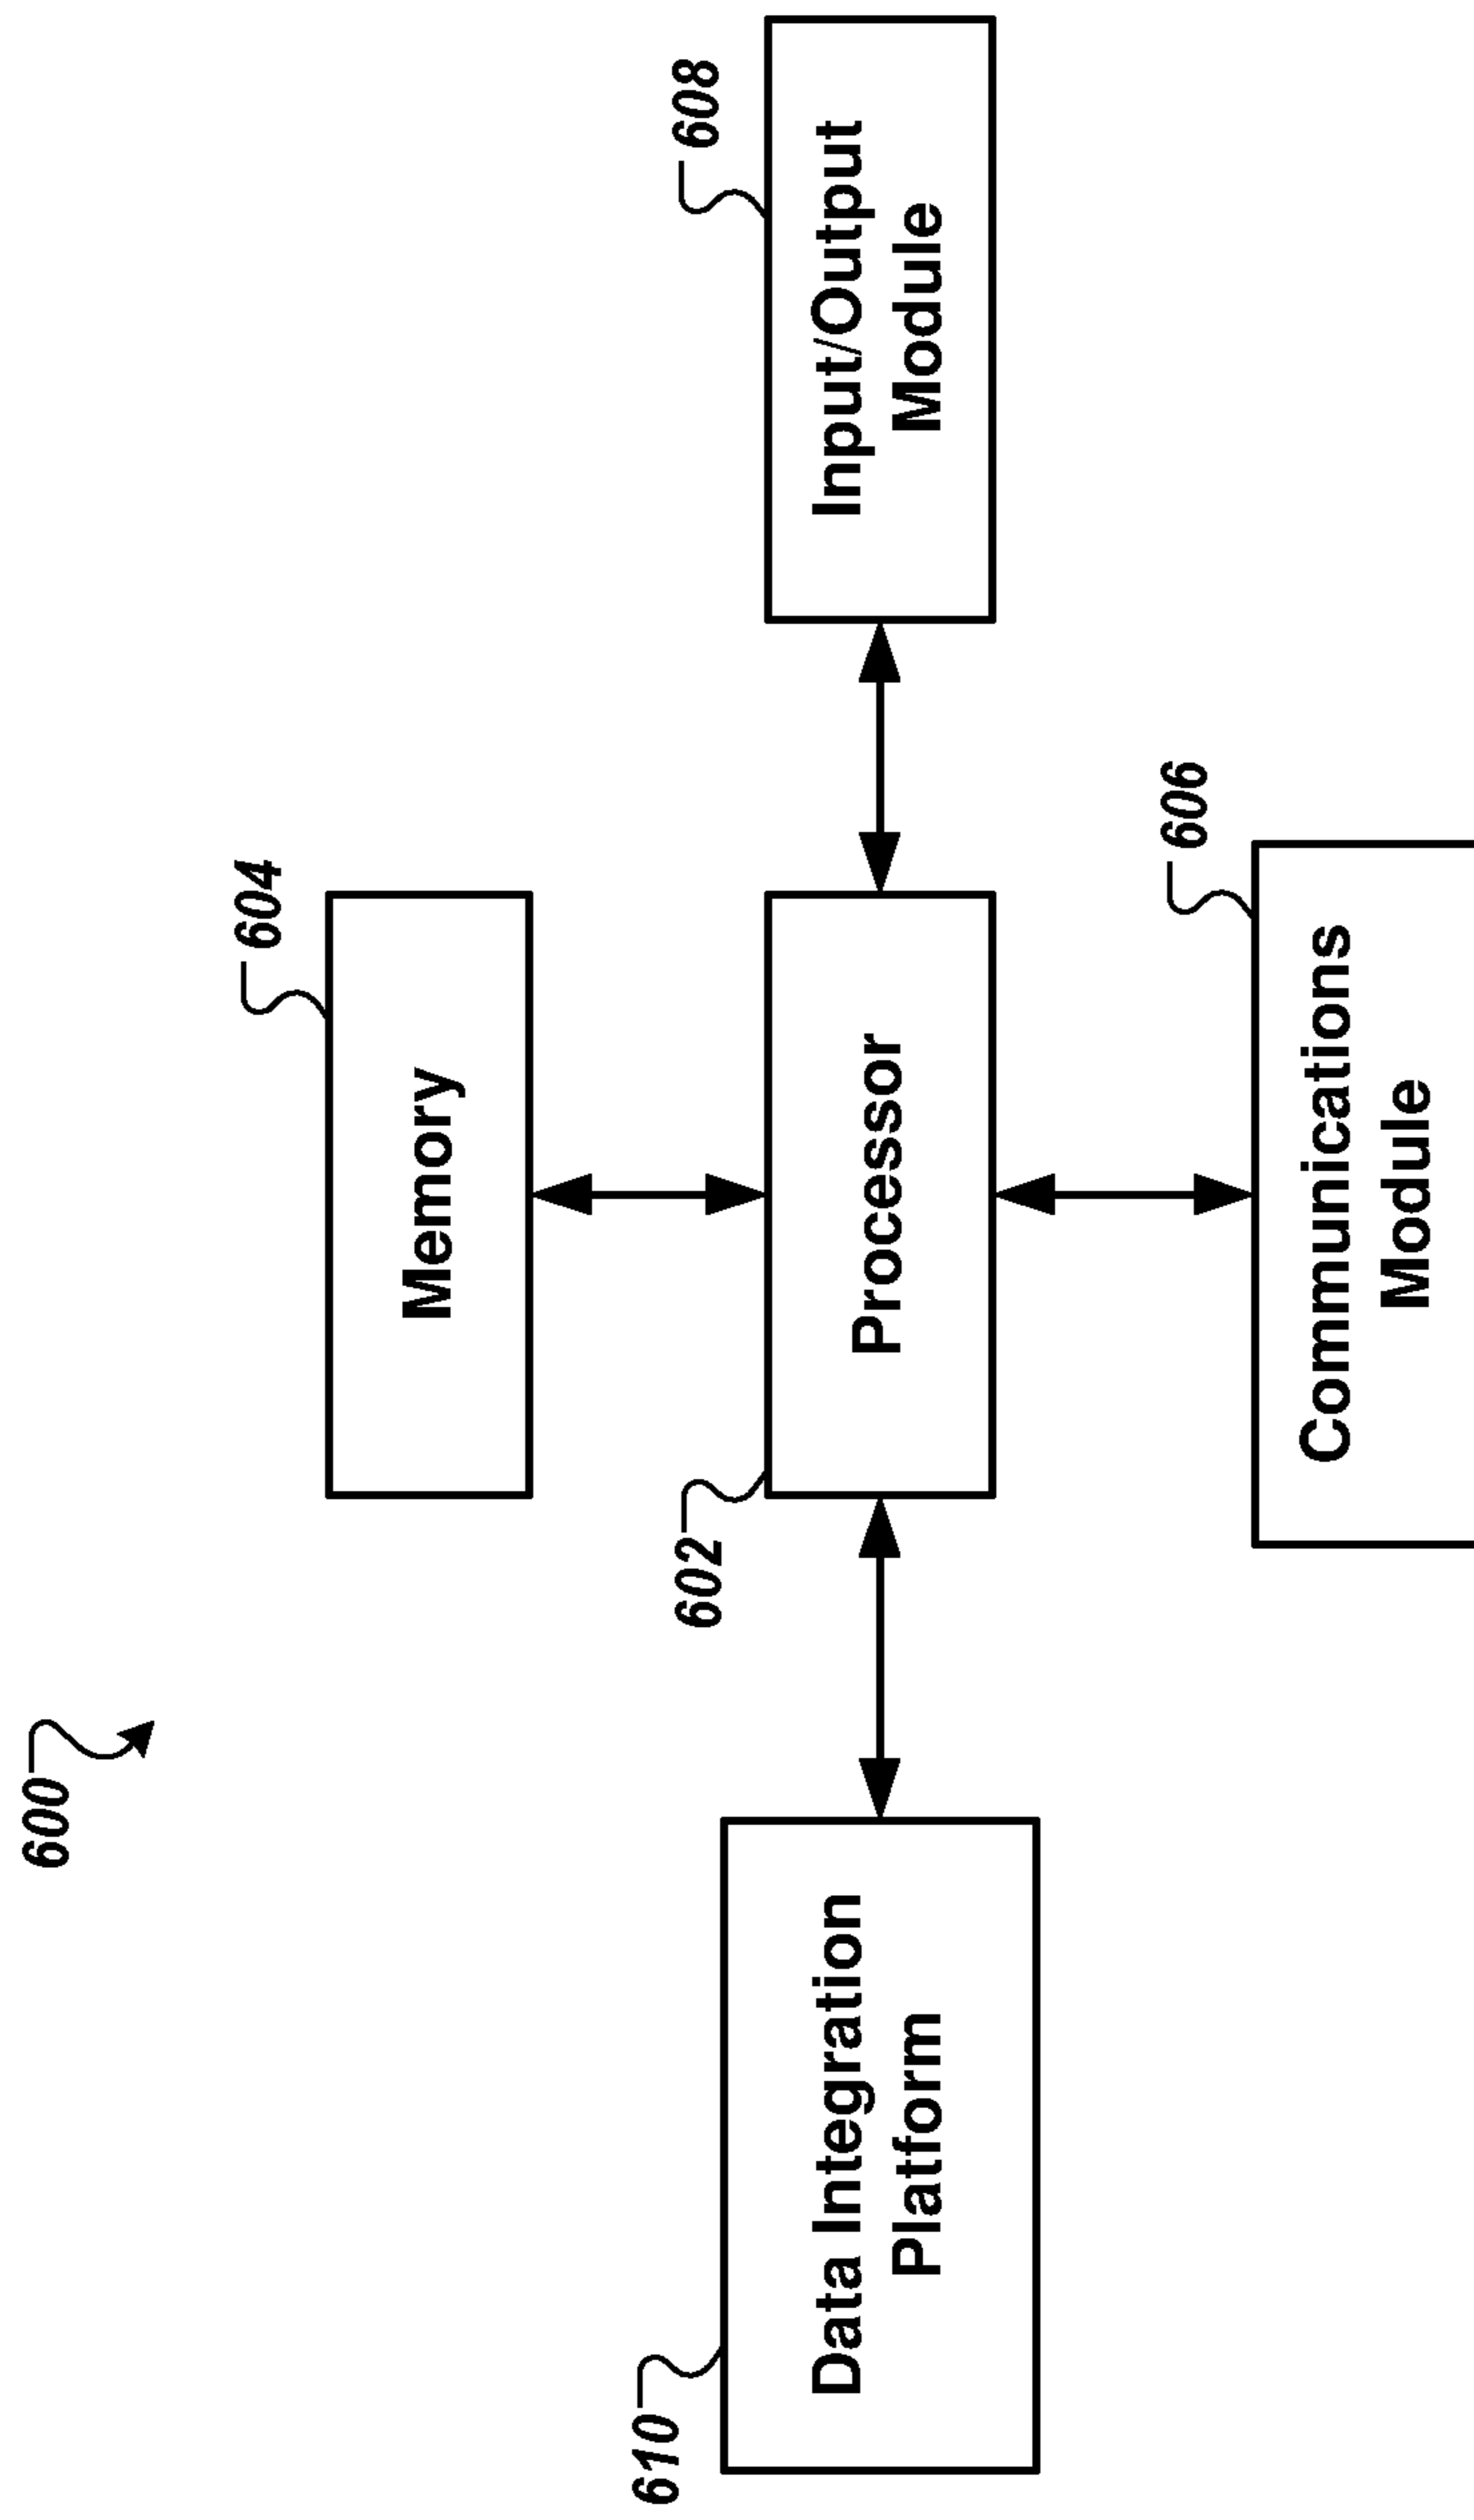 600
604
Memory
602
610
608
Data Integration
Platform
Processor
Input/Output
Module
606
Communications
Module